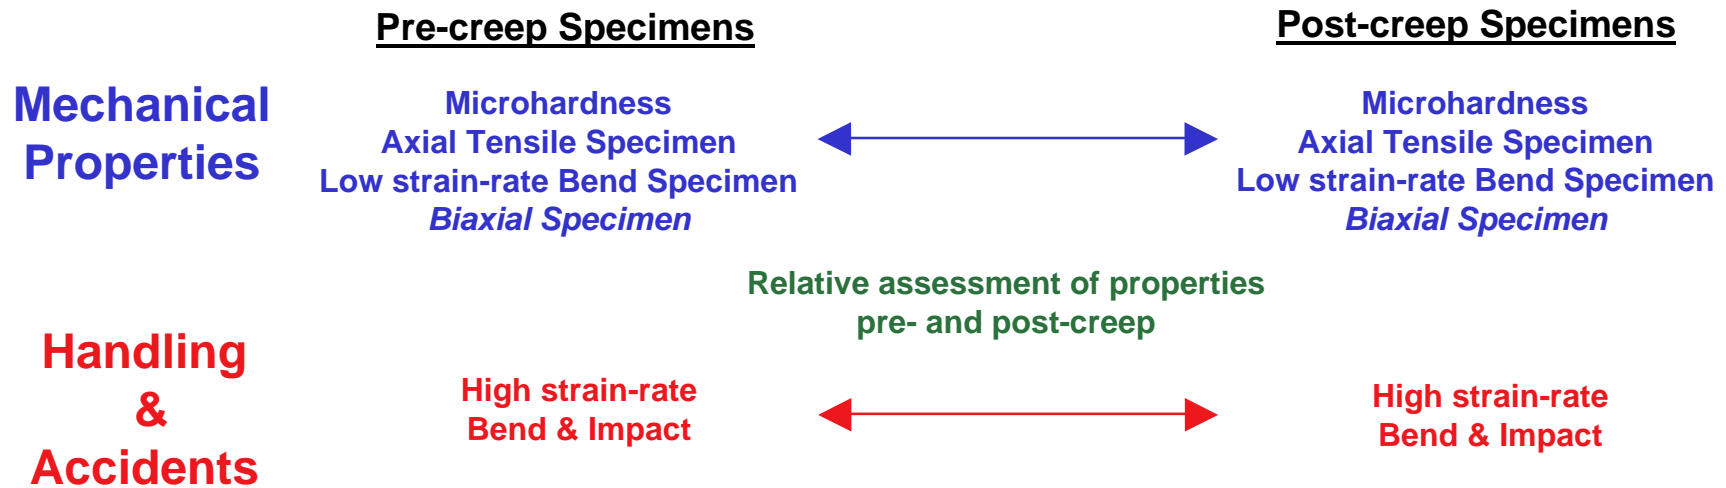 Pre-creep Specimens
Post-creep Specimens
Mechanical
Properties
Microhardness
Axial Tensile Specimen
Low strain-rate Bend Specimen
Biaxial Specimen
Microhardness
Axial Tensile Specimen
Low strain-rate Bend Specimen
Biaxial Specimen
Relative assessment of properties
pre- and post-creep
Handling
&
Accidents
High strain-rate
Bend & Impact
High strain-rate
Bend & Impact